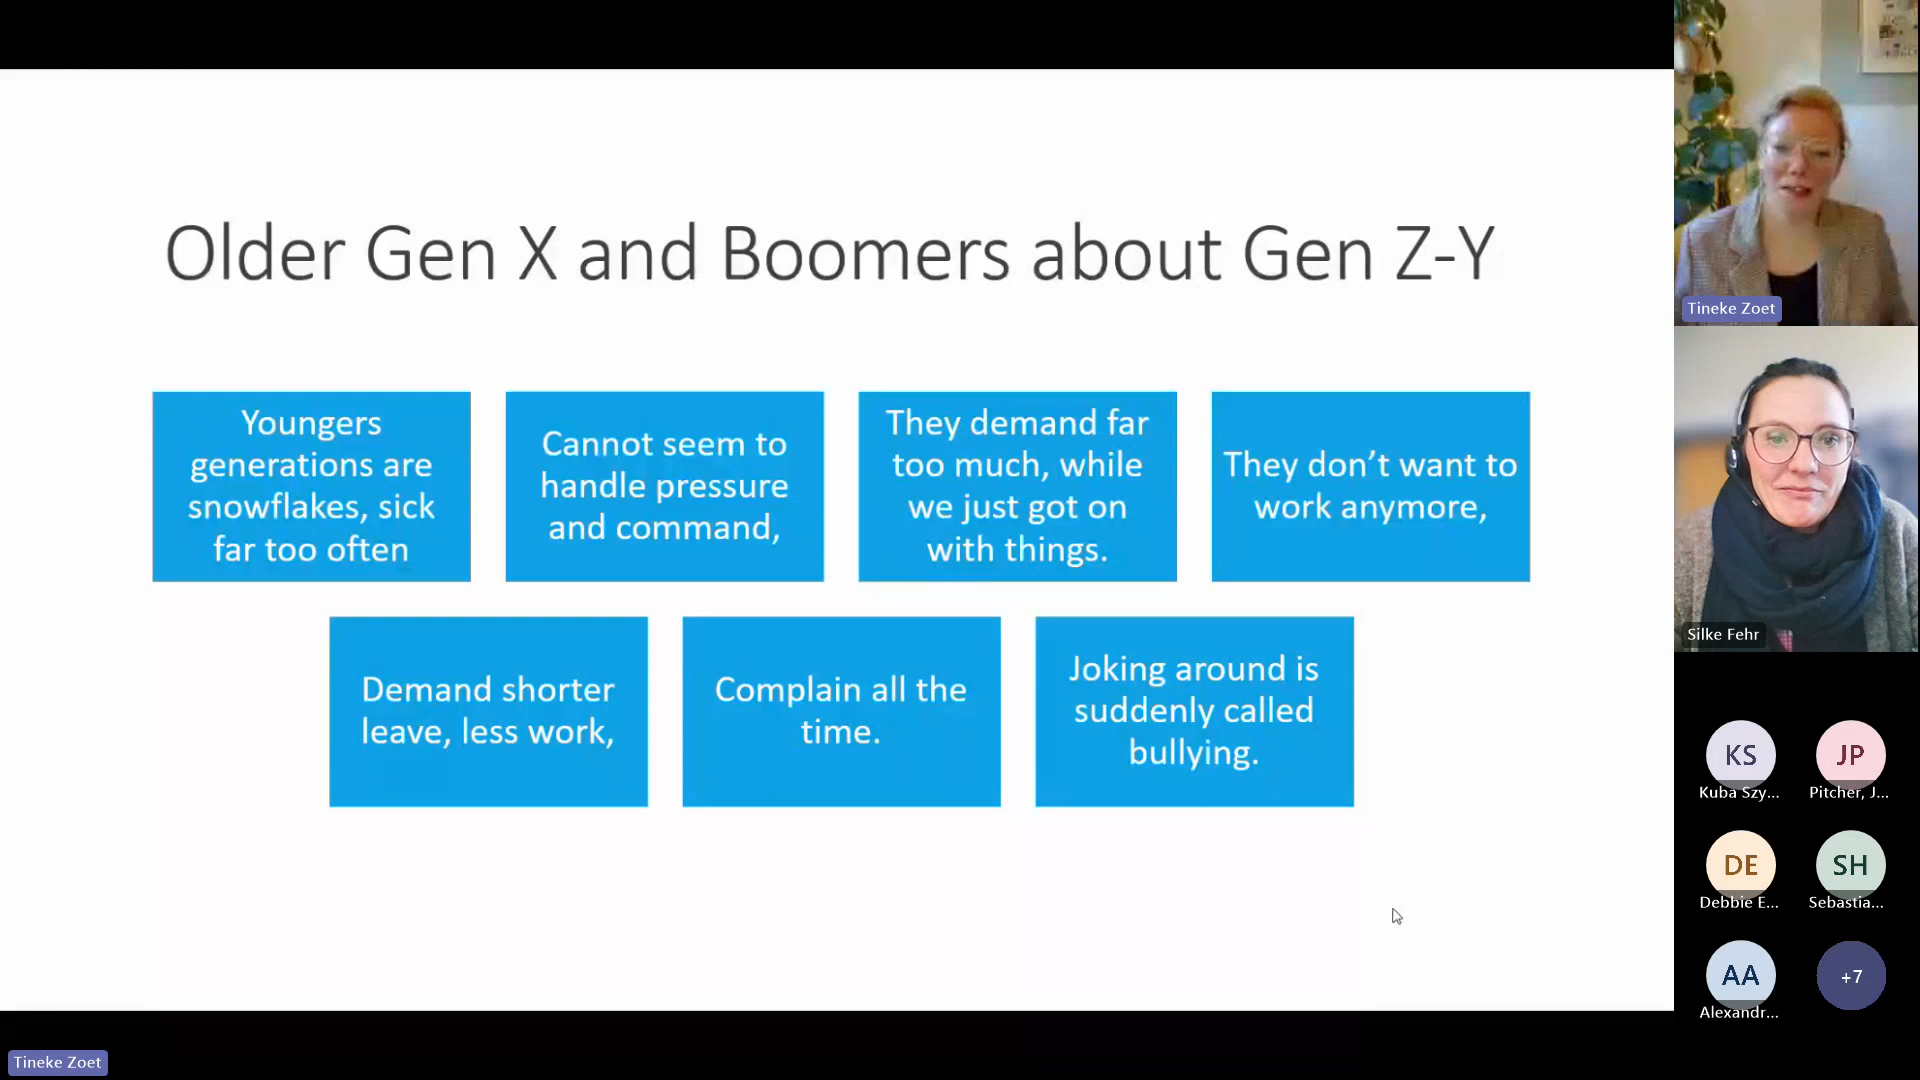 Older Gen X and Boomers about Gen Z-Y
Youngers
generations are
snowflakes, sick
far too often
Cannot seem to
handle pressure
and command,
They demand far
too much, while
we just got on
with things.
They don't want to
work anymore,
Demand shorter
leave, less work,
Complain all the
time.
Joking around is
suddenly called
bullying.
Tineke Zoet
Silke Fehr
KS
Kuba Szy...
JP
Pitcher, J...
DE
Debbie E...
SH
Sebastia...
AA
Alexandr...
+7
Tineke Zoet